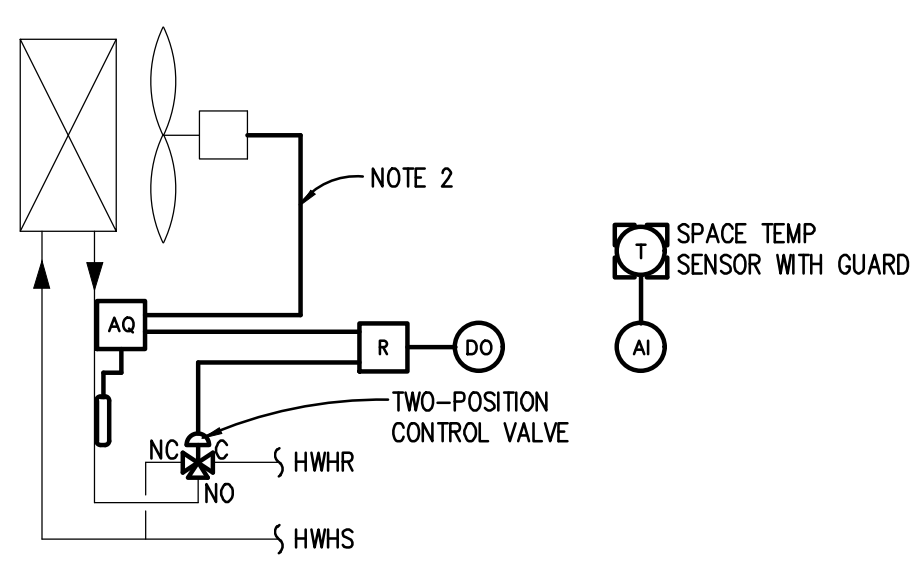 NOTE 2
SPACE TEMP
SENSOR WITH GUARD
T
AQ
R
DO
AI
TWO-POSITION
CONTROL VALVE
NC
C
HWHR
NO
HWHS